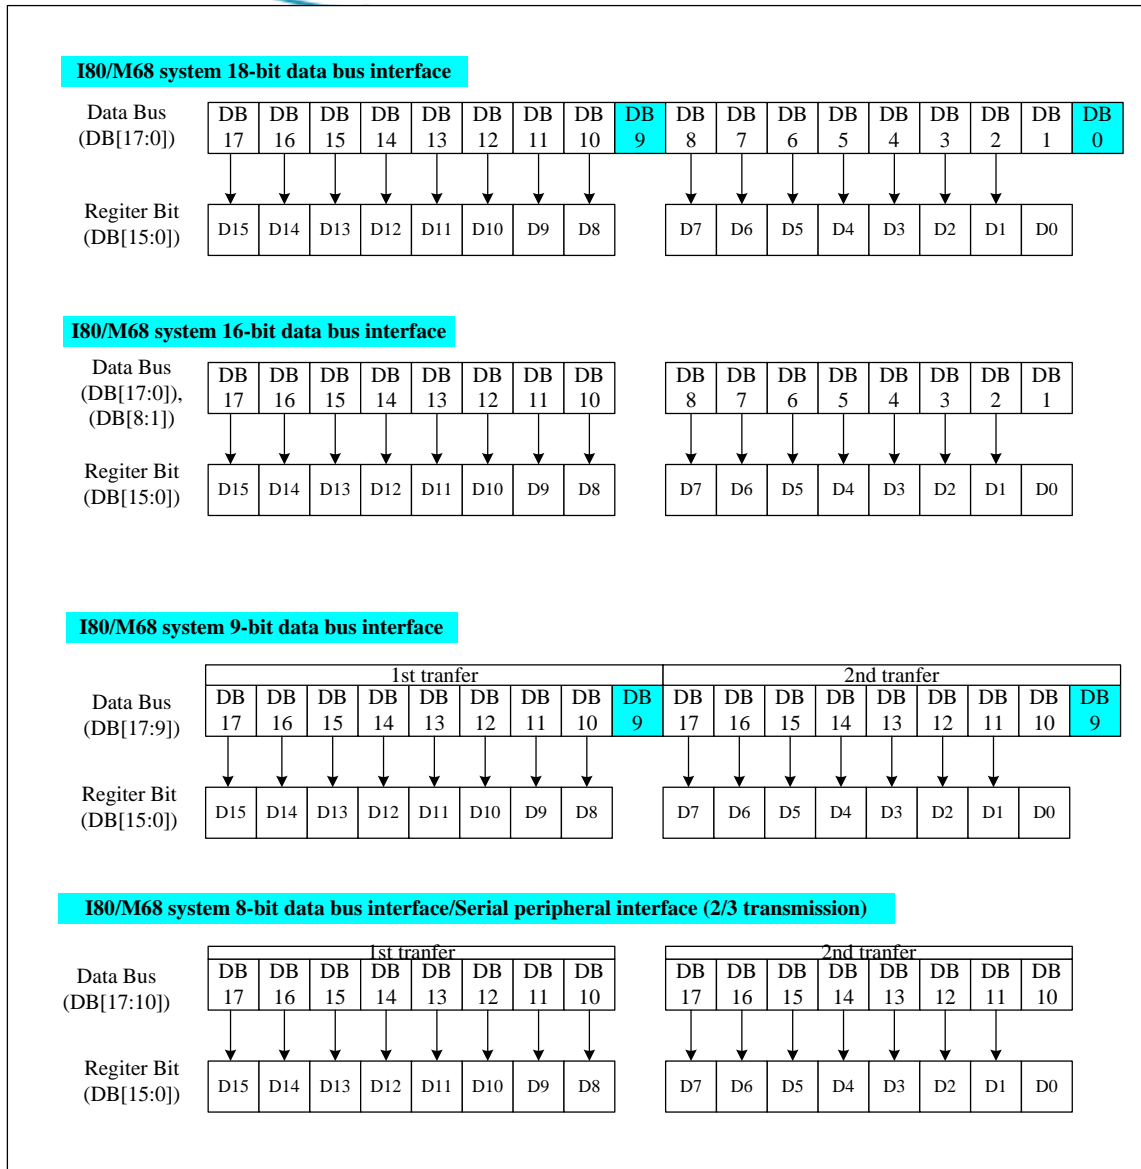 I80/M68 system 18-bit data bus interface
Data Bus
(DB[17:0])
DB DB DB DB DB DB DB DB DB DB DB DB DB DB DB DB DB DB
17 16 15 14 13 12 11 10 9 8 7 6 5 4 3 2 1 0
Regiter Bit
(DB[15:0])
D15 D14 D13 D12 D11 D10 D9 D8 D7 D6 D5 D4 D3 D2 D1 D0
I80/M68 system 16-bit data bus interface
Data Bus
(DB[17:0]),
(DB[8:1])
DB DB DB DB DB DB DB DB DB DB DB DB DB DB DB DB
17 16 15 14 13 12 11 10 8 7 6 5 4 3 2 1
Regiter Bit
(DB[15:0])
D15 D14 D13 D12 D11 D10 D9 D8 D7 D6 D5 D4 D3 D2 D1 D0
I80/M68 system 9-bit data bus interface
1st tranfer 2nd tranfer
Data Bus
(DB[17:9])
DB DB DB DB DB DB DB DB DB DB DB DB DB DB DB DB DB DB
17 16 15 14 13 12 11 10 9 17 16 15 14 13 12 11 10 9
Regiter Bit
(DB[15:0])
D15 D14 D13 D12 D11 D10 D9 D8 D7 D6 D5 D4 D3 D2 D1 D0
I80/M68 system 8-bit data bus interface/Serial peripheral interface (2/3 transmission)
1st tranfer 2nd tranfer
Data Bus
(DB[17:10])
DB DB DB DB DB DB DB DB DB DB DB DB DB DB DB DB
17 16 15 14 13 12 11 10 17 16 15 14 13 12 11 10
Regiter Bit
(DB[15:0])
D15 D14 D13 D12 D11 D10 D9 D8 D7 D6 D5 D4 D3 D2 D1 D0